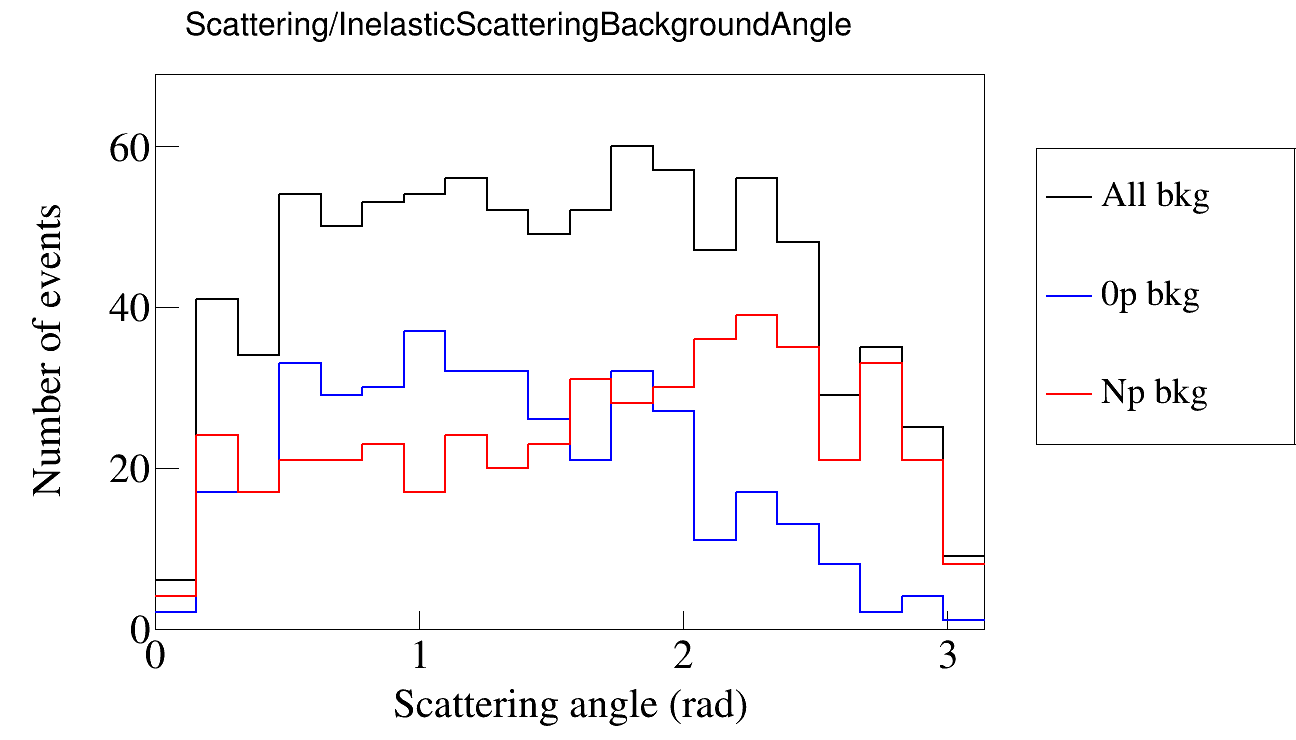 Scattering/InelasticScatteringBackgroundAngle
Number of events
60
40
20
0
0 1 2 3
Scattering angle (rad)
All bkg
0p bkg
Np bkg